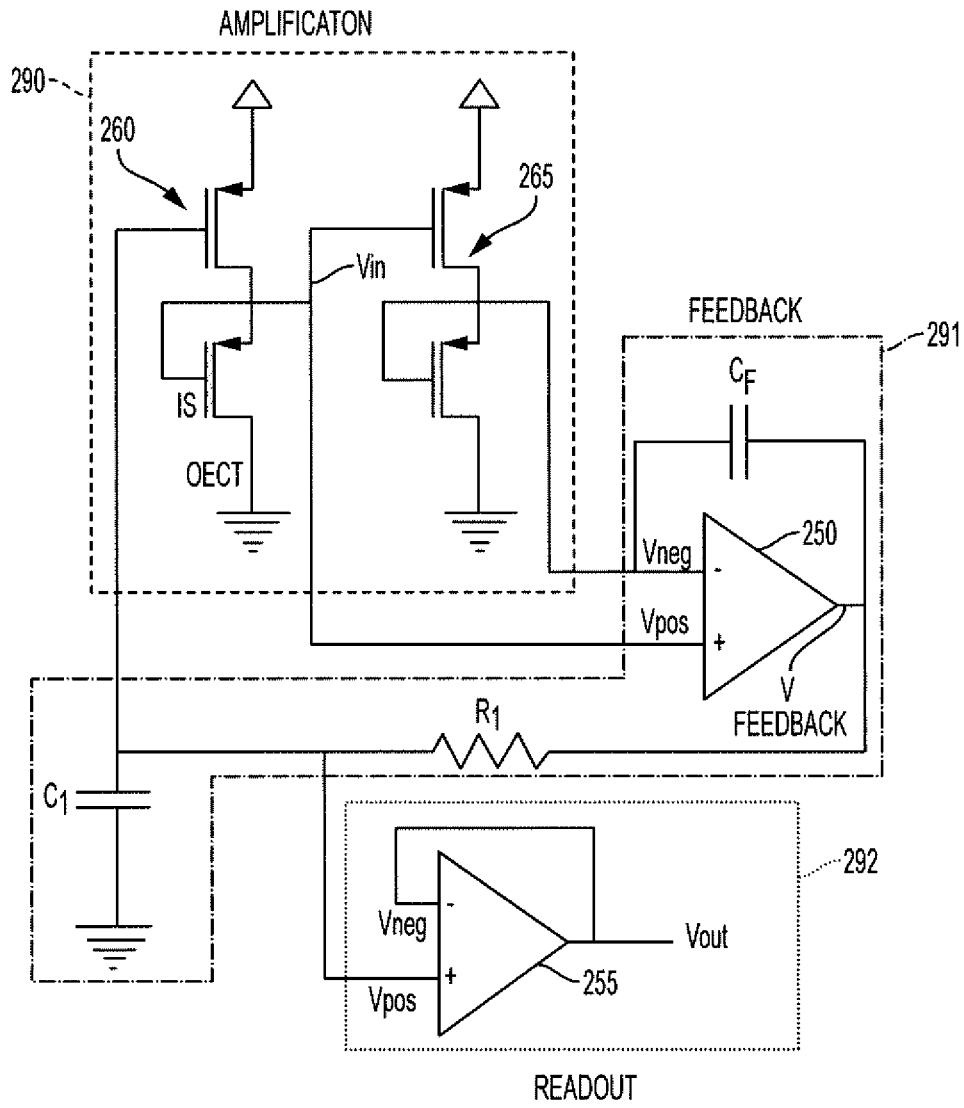 AMPLIFICATON
290
260
265
Vin
IS
OECT
FEEDBACK
291
CF
250
Vneg
-
Vpos
+
V
FEEDBACK
R1
C1
292
Vneg
-
Vout
Vpos
+
255
READOUT